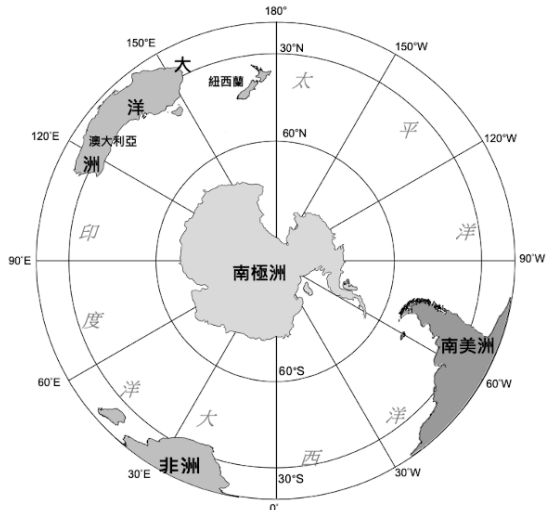 180°
150°E
大
30°N
150°W
紐西蘭
太
洋
平
120°E
澳大利亞
60°N
120°W
洲
印
洋
90°E
南極洲
90°W
度
南美洲
60°E
60°S
60°W
洋
大
洋
西
非洲
30°E
30°S
30°W
0°